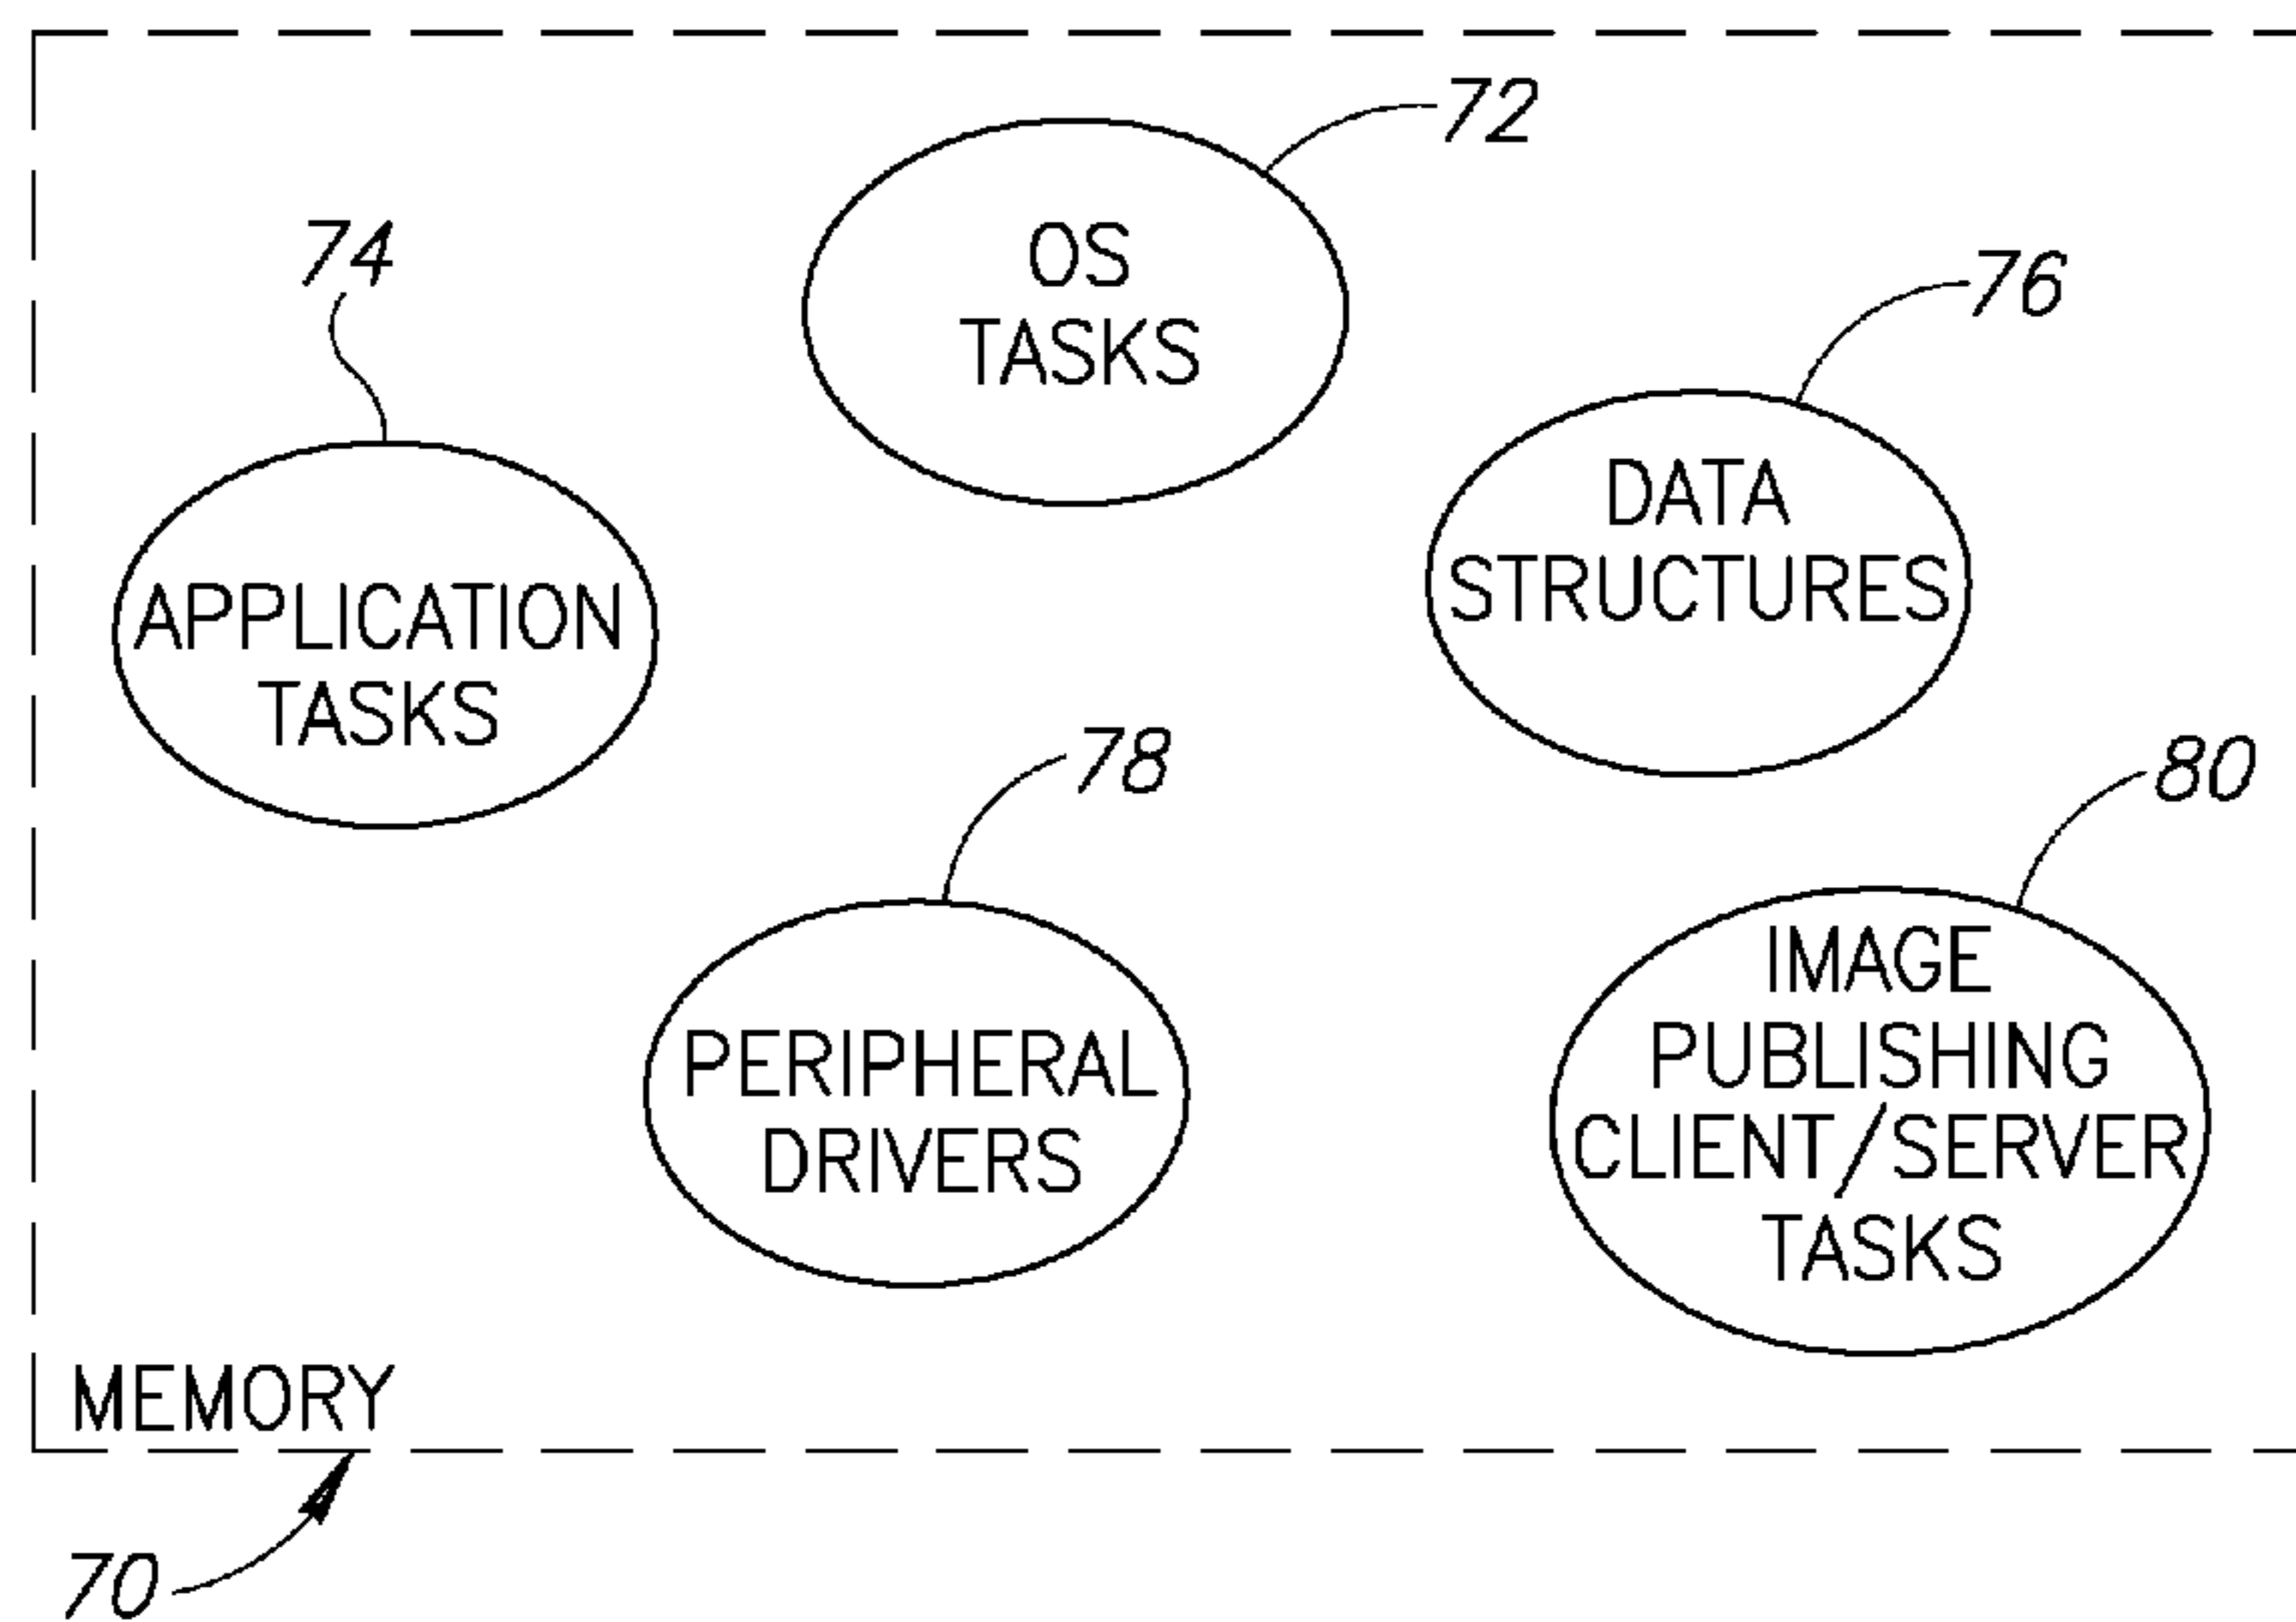 72
OS
TASKS
74
APPLICATION
TASKS
76
DATA
STRUCTURES
78
PERIPHERAL
DRIVERS
80
IMAGE
PUBLISHING
CLIENT/SERVER
TASKS
MEMORY
70